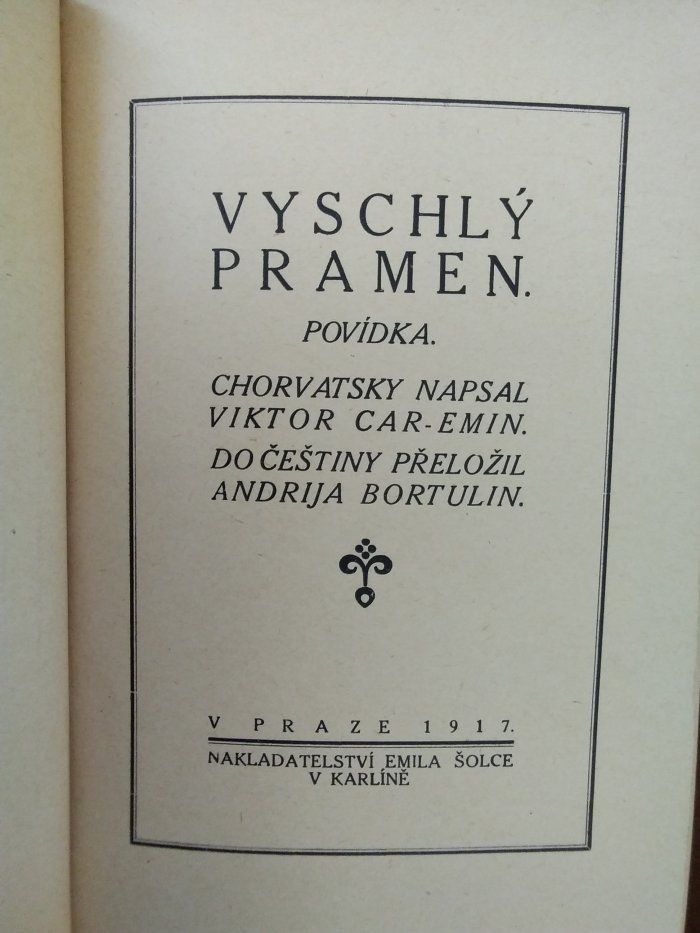 VYSCHLÝ
PRAMEN.
POVÍDKA.
CHORVATSKY NAPSAL
VIKTOR CAR-EMIN.
DO ČEŠTINY PŘELOŽIL
ANDRIJA BORTULIN.
V PRAZE 1917.
NAKLADATELSTVÍ EMILA ŠOLCE
V KARLÍNĚ